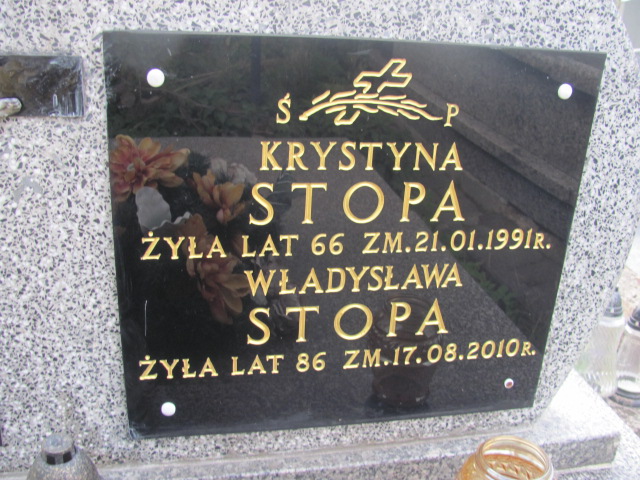 Ś P
KRYSTYNA
STOPA
ŻYŁA LAT 66 ZM. 21.01.1991R.
WŁADYSŁAWA
STOPA
ŻYŁA LAT 86 ZM. 17.08.2010R.